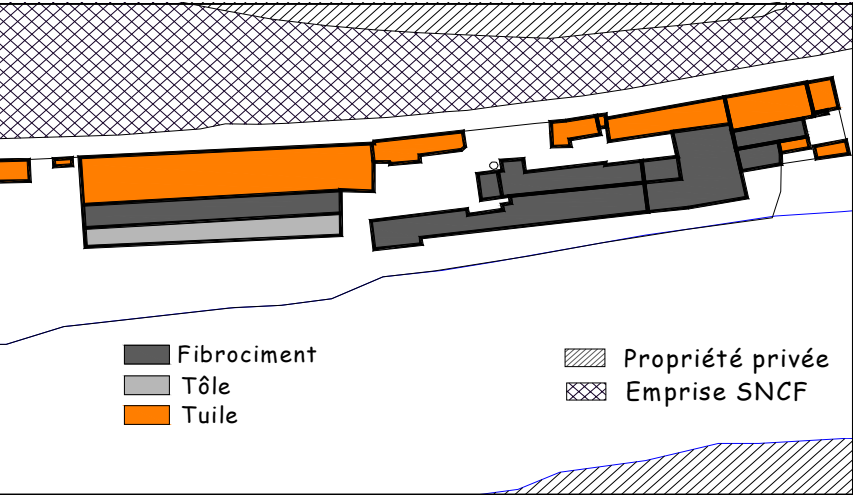 Fibrociment
Tôle
Tuile
Propriété privée
Emprise SNCF